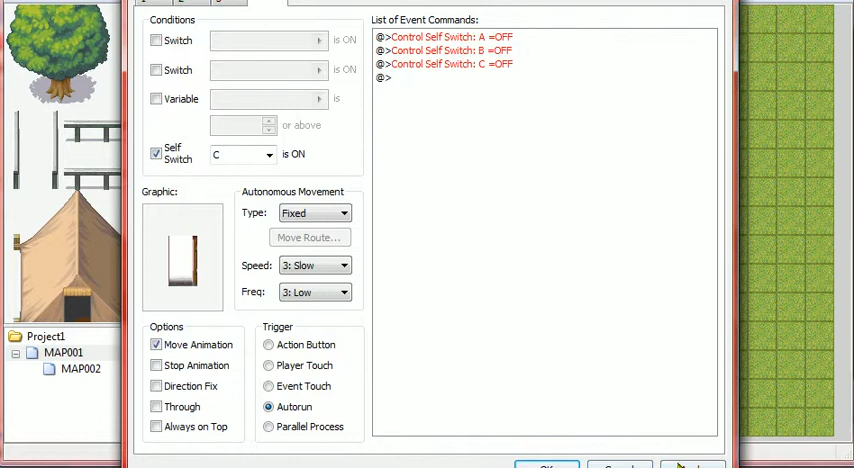 Conditions
Switch
is ON
Switch
is ON
Variable
is
or above
Self Switch
C
is ON
Graphic:
Autonomous Movement
Type:
Fixed
Move Route...
Speed:
3: Slow
Freq:
3: Low
Options
Move Animation
Stop Animation
Direction Fix
Through
Always on Top
Trigger
Action Button
Player Touch
Event Touch
Autorun
Parallel Process
List of Event Commands:
@>Control Self Switch: A =OFF
@>Control Self Switch: B =OFF
@>Control Self Switch: C =OFF
@>
Project1
MAP001
MAP002